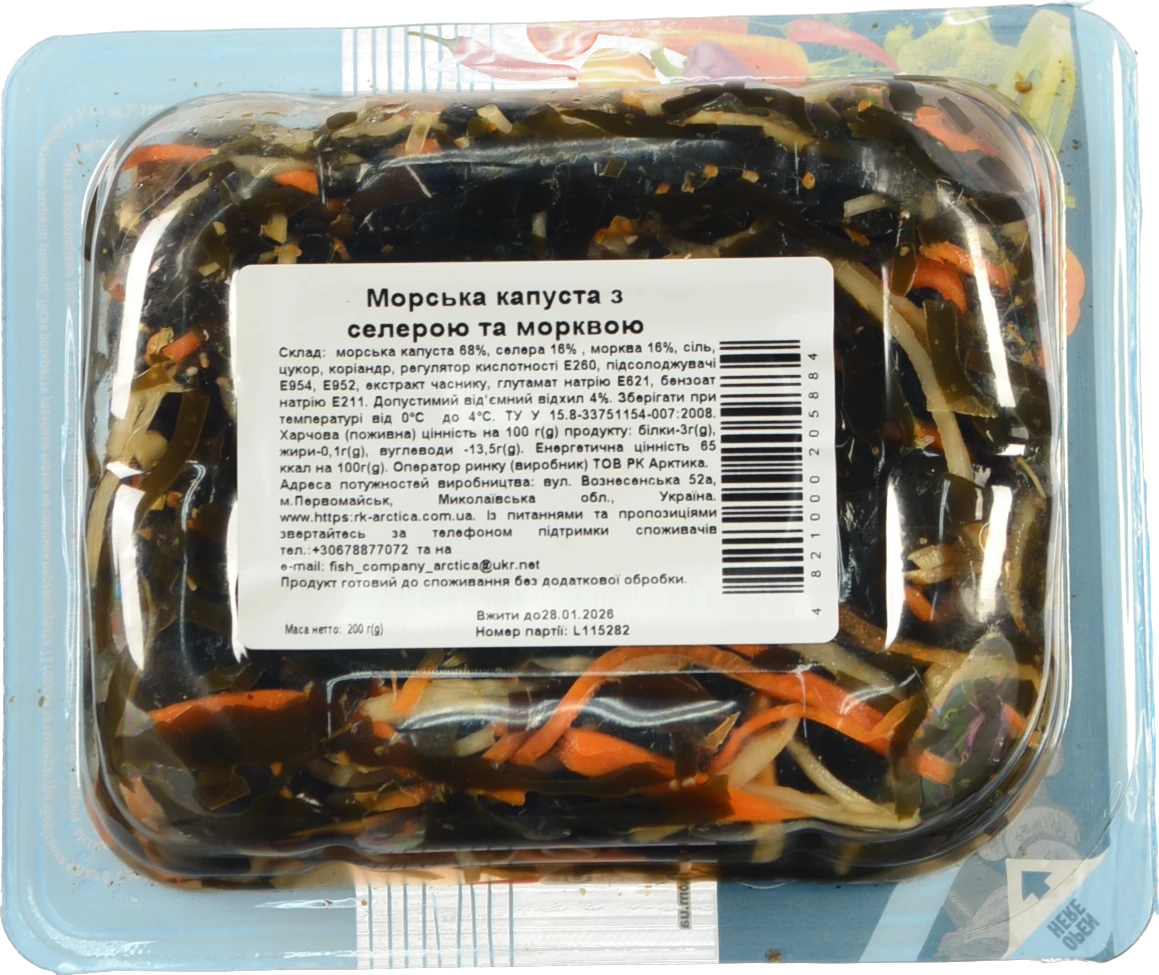 Морська капуста з
селерою та морквою
Склад: морська капуста 68%, селера 16% , морква 16%, сіль,
цукор, коріандр, регулятор кислотності Е260, підсолоджувачі
Е954, Е952, екстракт часнику, глутамат натрію Е621, бензоат
натрію Е211. Допустимий від'ємний відхил 4%. Зберігати при
температурі від 0°С до 4°С. ТУ У 15.8-33751154-007:2008.
Харчова (поживна) цінність на 100 г(g) продукту: білки-3г(g),
жири-0,1г(g), вуглеводи -13,5г(g). Енергетична цінність 65
ккал на 100г(g). Оператор ринку (виробник) ТОВ РК Арктика.
Адреса потужностей виробництва: вул. Вознесенська 52а,
м.Первомайськ, Миколаївська обл., Україна.
www.https:rk-arctica.com.ua. Із питаннями та пропозиціями
звертайтесь за телефоном підтримки споживачів
тел.:+30678877072 та на
e-mail: fish_company_arctica@ukr.net
Продукт готовий до споживання без додаткової обробки.
Вжити до28.01.2026
Маса нетто: 200 г(g)
Номер партії: L115282
4 821000 205884
HERE
OPEN